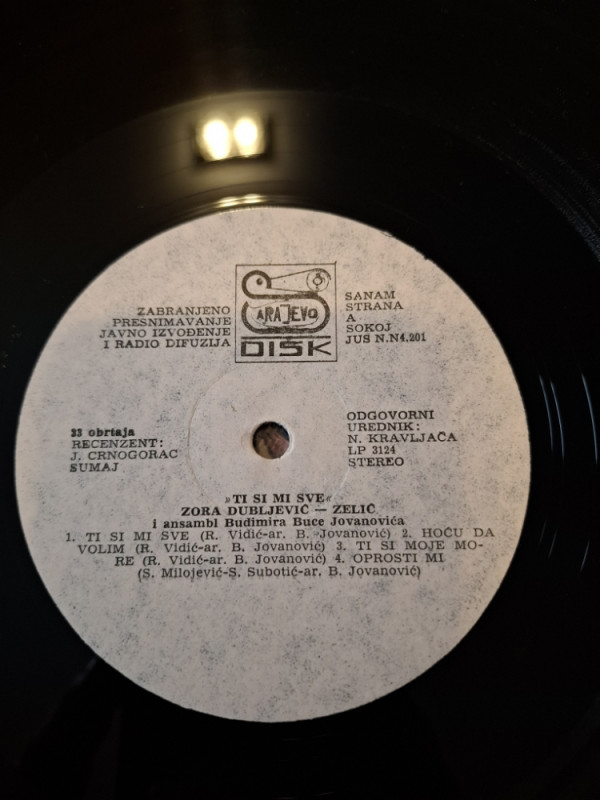 ZABRANJENO
PRESNIMAVANJE
JAVNO IZVOĐENJE
I RADIO DIFUZIJA
SARAJEVO
DISK
SANAM
STRANA
A
SOKOJ
JUS N.N4.201
33 obrtaja
RECENZENT:
J. CRNOGORAC
SUMAJ
ODGOVORNI
UREDNIK:
N. KRAVLJAČA
LP 3124
STEREO
»TI SI MI SVE«
ZORA DUBLJEVIĆ — ZELIĆ
i ansambl Budimira Buce Jovanovića
1. TI SI MI SVE (R. Vidić-ar. B. Jovanović) 2. HOĆU DA
VOLIM (R. Vidić-ar. B. Jovanović) 3. TI SI MOJE MO-
RE (R. Vidić-ar. B. Jovanović) 4. OPROSTI MI
(S. Milojević-S. Subotić-ar. B. Jovanović)